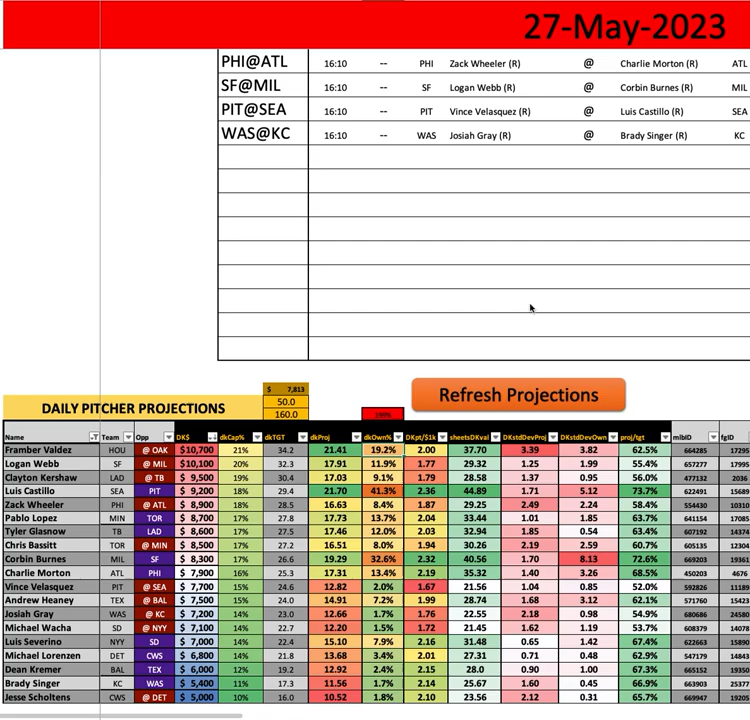 27-May-2023
PHI@ATL 16:10 -- PHI Zack Wheeler (R) @ Charlie Morton (R) ATL
SF@MIL 16:10 -- SF Logan Webb (R) @ Corbin Burnes (R) MIL
PIT@SEA 16:10 -- PIT Vince Velasquez (R) @ Luis Castillo (R) SEA
WAS@KC 16:10 -- WAS Josiah Gray (R) @ Brady Singer (R) KC
$ 7,813
Refresh Projections
50.0
DAILY PITCHER PROJECTIONS
160.0
Name Team Opp DK$ dkCap% dkTGT dkProj dkOwn% DKpt/$1k sheetsDKval DKstdDevProj DKstdDevOwn proj/tgt mlbID fgID
Framber Valdez HOU @ OAK $10,700 21% 34.2 21.41 19.2% 2.00 37.70 3.39 3.82 62.5% 664285 17295
Logan Webb SF @ MIL $10,100 20% 32.3 17.91 11.9% 1.77 29.32 1.25 1.99 55.4% 657277 17995
Clayton Kershaw LAD @ TB $ 9,500 19% 30.4 17.03 9.1% 1.79 28.58 1.37 0.95 56.0% 477132 2036
Luis Castillo SEA PIT $ 9,200 18% 29.4 21.70 41.3% 2.36 44.89 1.71 5.12 73.7% 622491 15689
Zack Wheeler PHI @ ATL $ 8,900 18% 28.5 16.63 8.4% 1.87 29.25 2.49 2.24 58.4% 554430 10310
Pablo Lopez MIN TOR $ 8,700 17% 27.8 17.73 13.7% 2.04 33.44 1.01 1.85 63.7% 641154 17085
Tyler Glasnow TB LAD $ 8,600 17% 27.5 17.46 12.0% 2.03 32.94 1.85 0.54 63.4% 607192 14374
Chris Bassitt TOR @ MIN $ 8,500 17% 27.2 16.51 8.0% 1.94 30.26 2.19 2.59 60.7% 605135 12304
Corbin Burnes MIL SF $ 8,300 17% 26.6 19.29 32.6% 2.32 40.56 1.70 8.13 72.6% 669203 19361
Charlie Morton ATL PHI $ 7,900 16% 25.3 17.31 13.4% 2.19 35.32 1.40 3.26 68.5% 450203 4676
Vince Velasquez PIT @ SEA $ 7,700 15% 24.6 12.82 2.0% 1.67 21.56 1.04 0.85 52.0% 592826 11189
Andrew Heaney TEX @ BAL $ 7,500 15% 24.0 14.91 7.2% 1.99 28.74 1.68 3.12 62.1% 571760 15423
Josiah Gray WAS @ KC $ 7,200 14% 23.0 12.66 1.7% 1.76 22.55 2.18 0.98 54.9% 680686 24580
Michael Wacha SD @ NYY $ 7,100 14% 22.7 12.20 1.5% 1.72 21.45 1.62 1.19 53.7% 608379 14078
Luis Severino NYY SD $ 7,000 14% 22.4 15.10 7.9% 2.16 31.48 0.65 1.42 67.4% 622663 15890
Michael Lorenzen DET CWS $ 6,800 14% 21.8 13.68 3.4% 2.01 27.31 0.71 0.48 62.9% 547179 14843
Dean Kremer BAL TEX $ 6,000 12% 19.2 12.92 2.4% 2.15 28.0 0.90 1.00 67.3% 665152 19350
Brady Singer KC WAS $ 5,400 11% 17.3 11.56 1.7% 2.14 25.67 1.60 0.45 66.9% 663903 25377
Jesse Scholtens CWS @ DET $ 5,000 10% 16.0 10.52 1.8% 2.10 23.56 2.12 0.31 65.7% 669947 19205